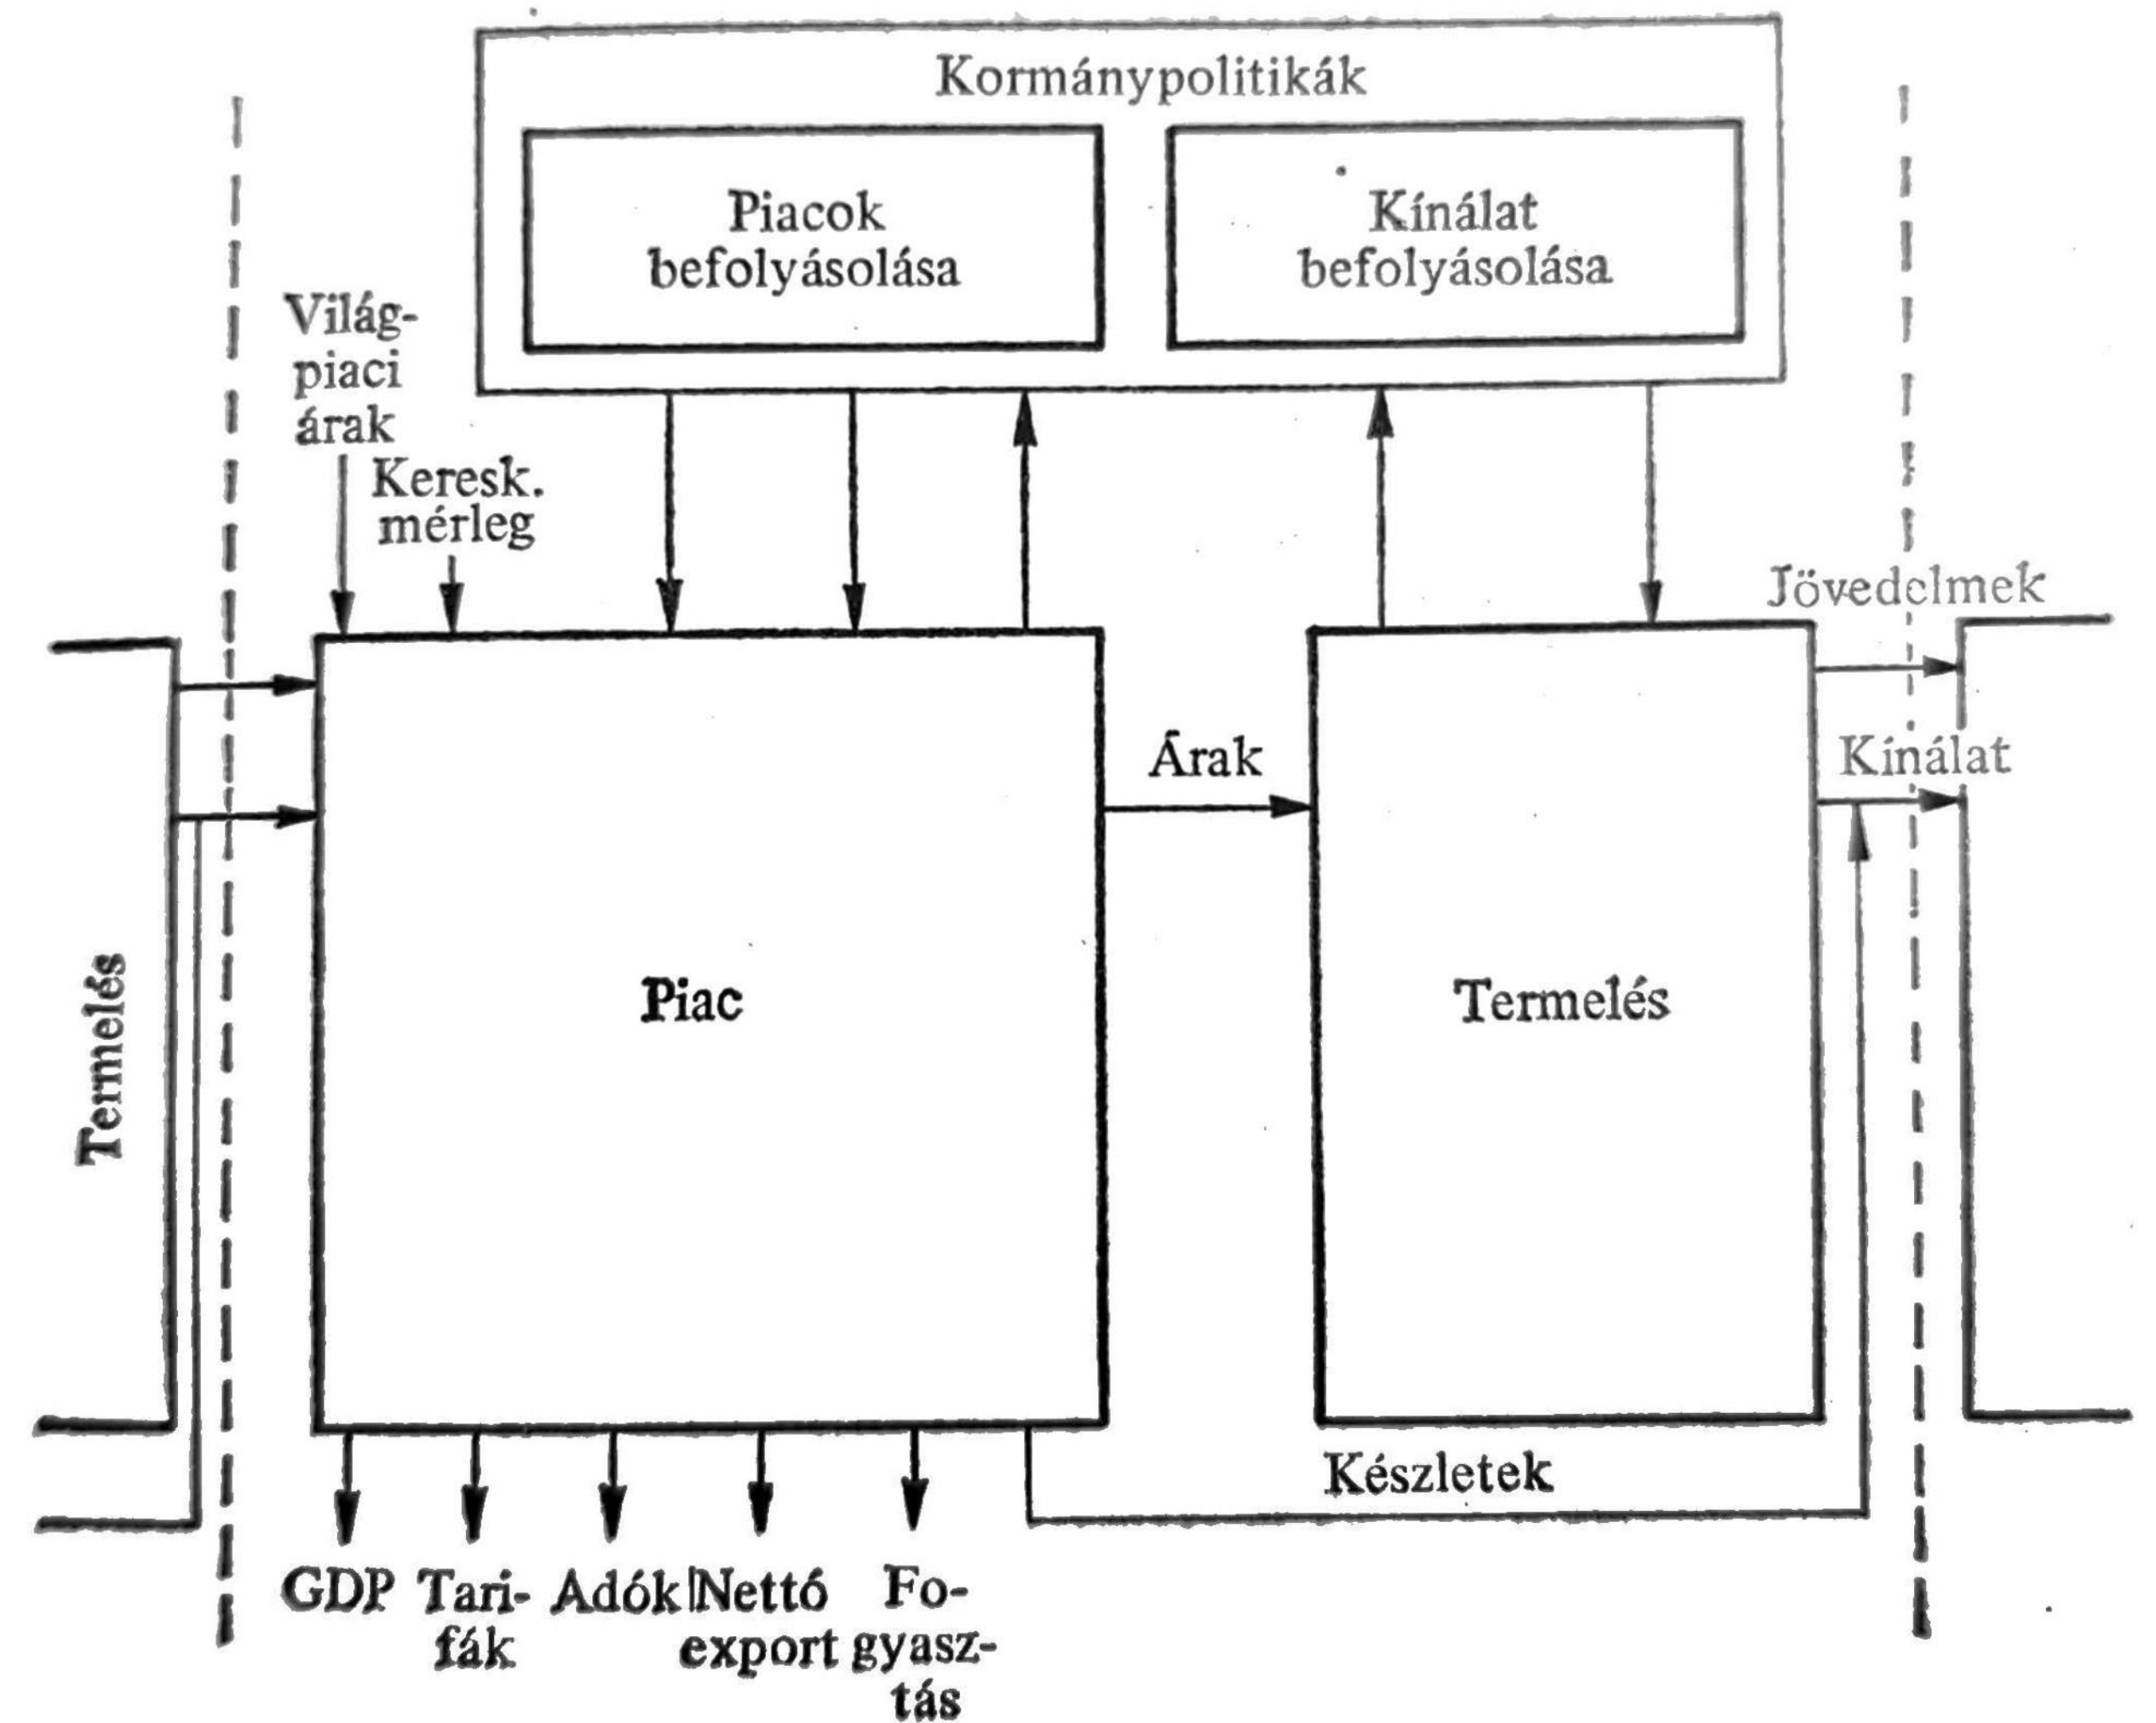 Kormánypolitikák
Piacok
befolyásolása
Kínálat
befolyásolása
Világ-
piaci
árak
Keresk.
mérleg
Jövedelmek
Árak
Kínálat
Termelés
Piac
Termelés
Készletek
GDP
Tari-
fák
Adók
Nettó
export
Fo-
gyasz-
tás